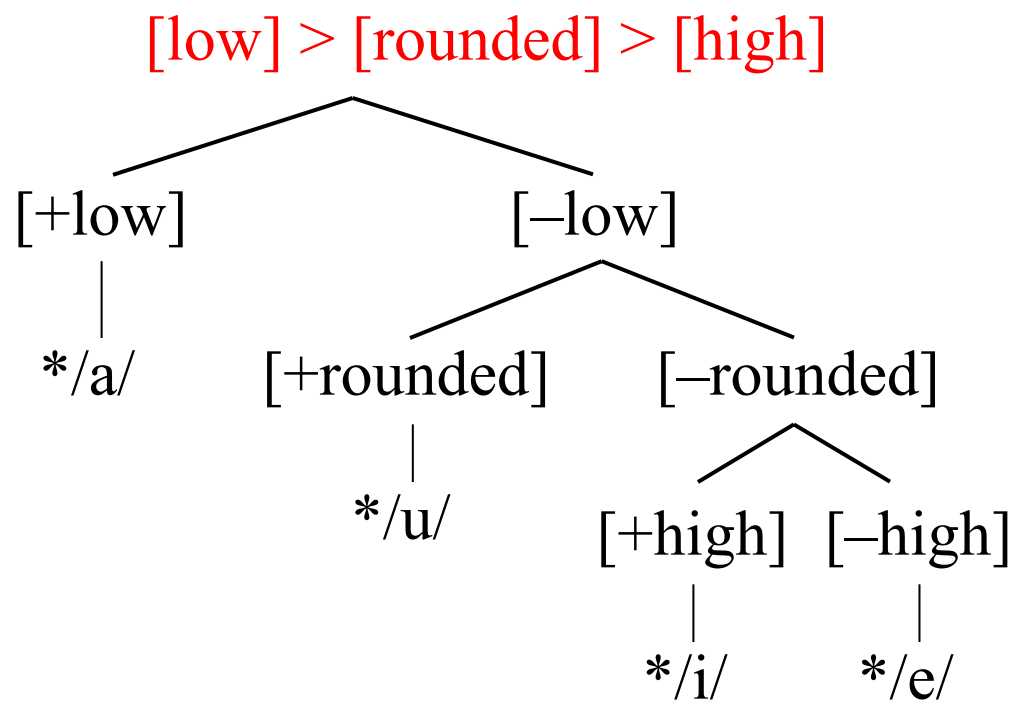 [low] > [rounded] > [high]
[+low] [–low]
*/a/ [+rounded] [–rounded]
*/u/ [+high] [–high]
*/i/ */e/